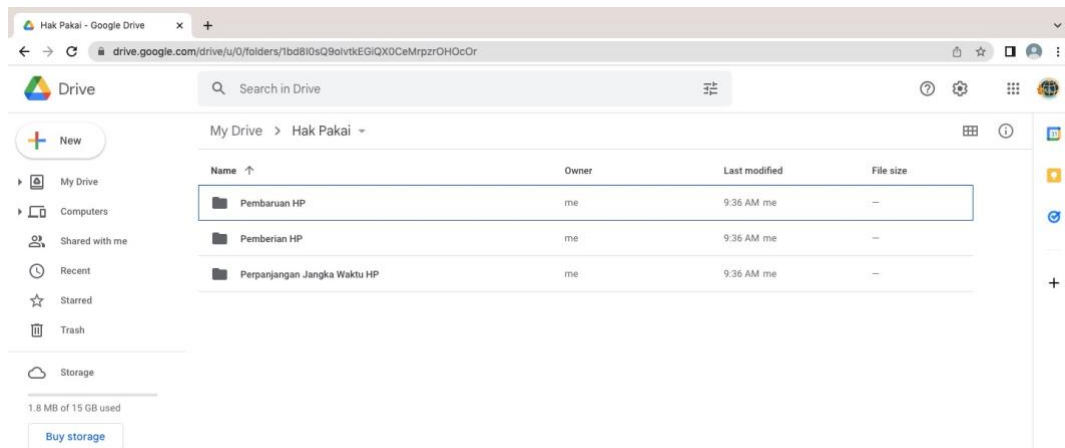 Hak Pakai - Google Drive
drive.google.com/drive/u/0/folders/1bd8I0sQ9oIvtkEGiQX0CeMrpzrOHOcOr
Drive
Search in Drive
New
My Drive > Hak Pakai
Name Owner Last modified File size
My Drive
Computers
Shared with me
Recent
Starred
Trash
Storage
1.8 MB of 15 GB used
Buy storage
Pembaruan HP me 9:36 AM me —
Pemberian HP me 9:36 AM me —
Perpanjangan Jangka Waktu HP me 9:36 AM me —
31